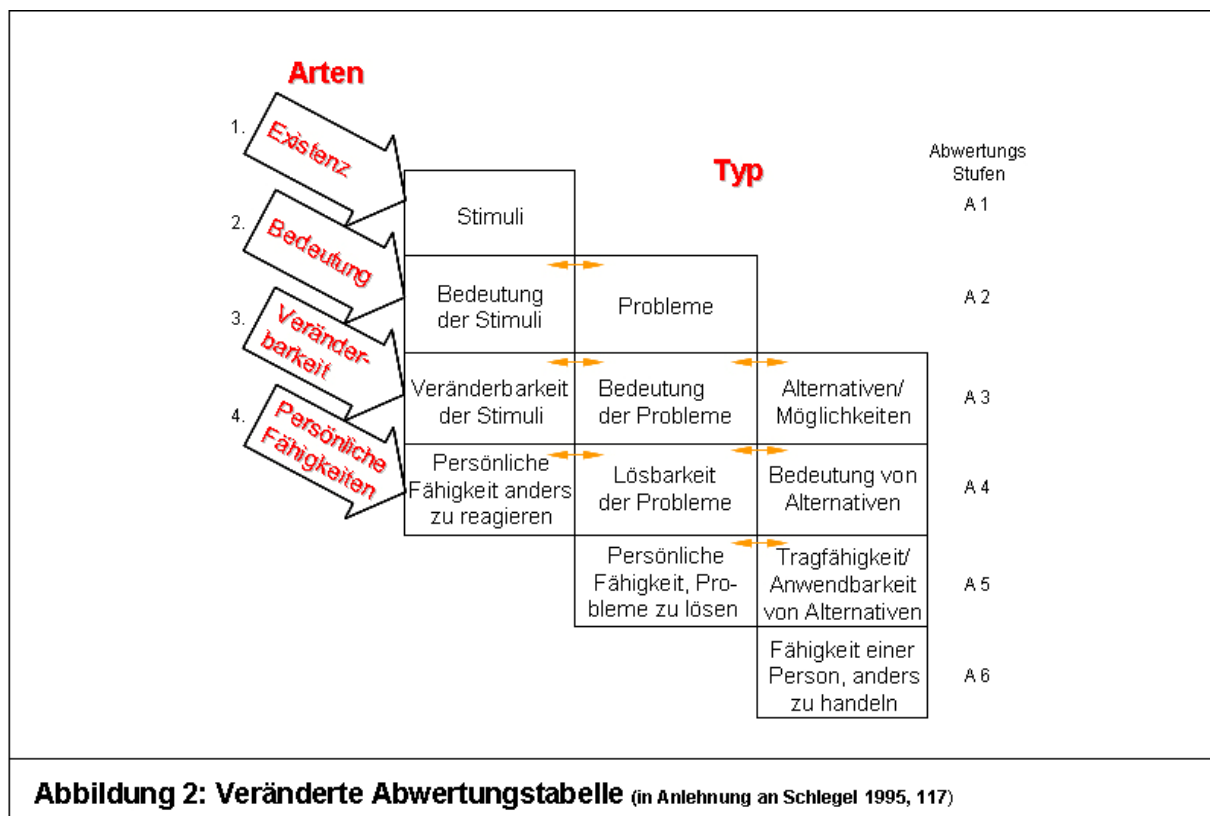 Arten
1.
Existenz
Typ
Abwertungs
Stufen
Stimuli
A 1
2.
Bedeutung
Bedeutung
der Stimuli
Probleme
A 2
3.
Veränder-
barkeit
Veränderbarkeit
der Stimuli
Bedeutung
der Probleme
Alternativen/
Möglichkeiten
A 3
4.
Persönliche
Fähigkeiten
Persönliche
Fähigkeit anders
zu reagieren
Lösbarkeit
der Probleme
Bedeutung von
Alternativen
A 4
Persönliche
Fähigkeit, Pro-
bleme zu lösen
Tragfähigkeit/
Anwendbarkeit
von Alternativen
A 5
Fähigkeit einer
Person, anders
zu handeln
A 6
Abbildung 2: Veränderte Abwertungstabelle (in Anlehnung an Schlegel 1995, 117)